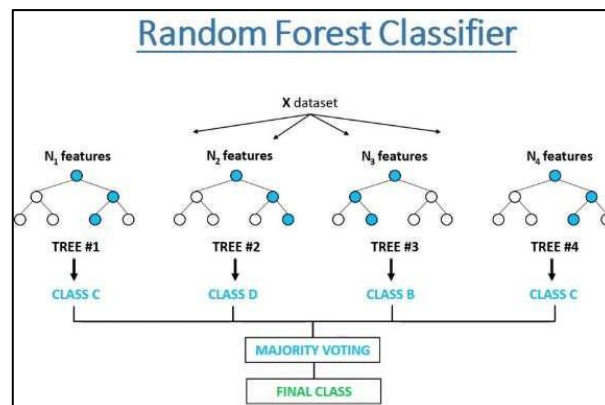 Random Forest Classifier
X dataset
N₁ features N₂ features N₃ features N₄ features
TREE #1 TREE #2 TREE #3 TREE #4
CLASS C CLASS D CLASS B CLASS C
MAJORITY VOTING
FINAL CLASS